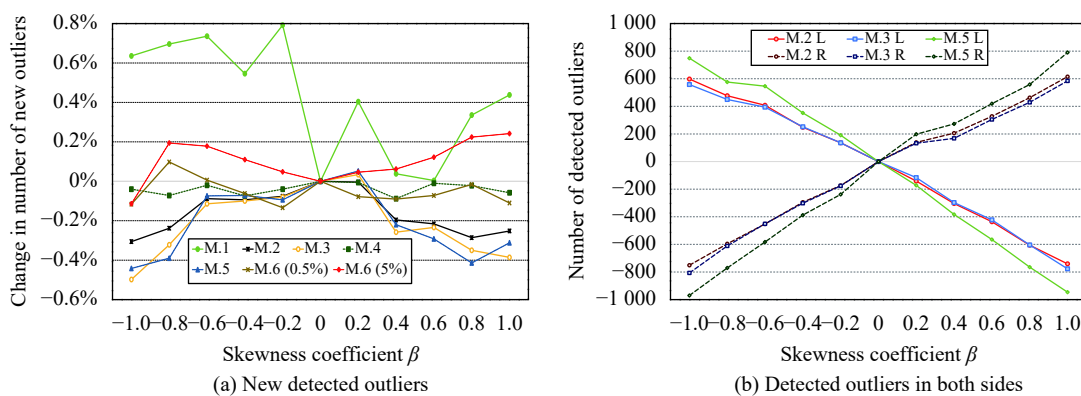 0.8%
0.6%
0.4%
0.2%
0%
−0.2%
−0.4%
−0.6%
Change in number of new outliers
M.1 M.2 M.3 M.4
M.5 M.6 (0.5%) M.6 (5%)
−1.0 −0.8 −0.6 −0.4 −0.2 0 0.2 0.4 0.6 0.8 1.0
Skewness coefficient β
(a) New detected outliers
1 000
800
600
400
200
0
−200
−400
−600
−800
−1 000
Number of detected outliers
M.2 L M.3 L M.5 L
M.2 R M.3 R M.5 R
−1.0 −0.8 −0.6 −0.4 −0.2 0 0.2 0.4 0.6 0.8 1.0
Skewness coefficient β
(b) Detected outliers in both sides